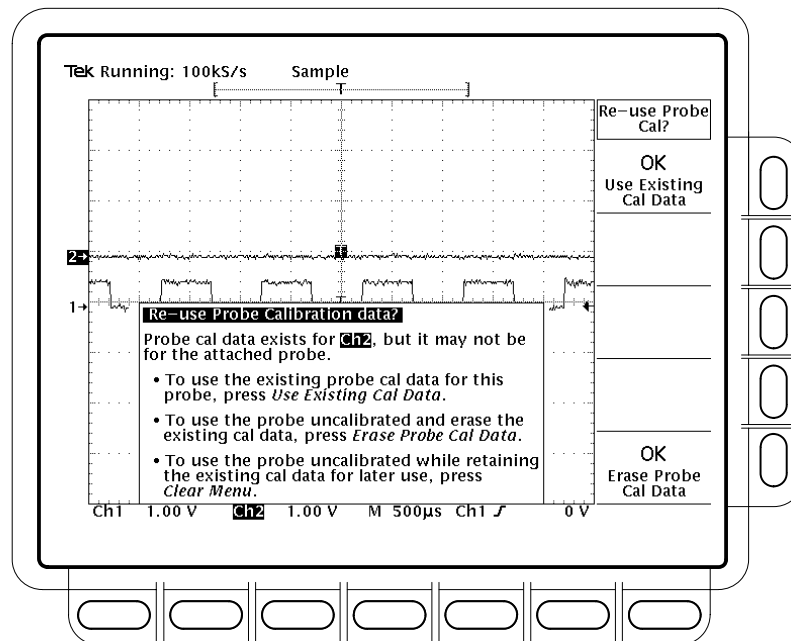 Tek Running: 100kS/s Sample
T
Re-use Probe
Cal?
OK
Use Existing
Cal Data
2→
T
1→
Re-use Probe Calibration data?
Probe cal data exists for Ch2, but it may not be
for the attached probe.
• To use the existing probe cal data for this
probe, press Use Existing Cal Data.
• To use the probe uncalibrated and erase the
existing cal data, press Erase Probe Cal Data.
• To use the probe uncalibrated while retaining
the existing cal data for later use, press
Clear Menu.
OK
Erase Probe
Cal Data
Ch1 1.00 V Ch2 1.00 V M 500µs Ch1 ƒ 0 V